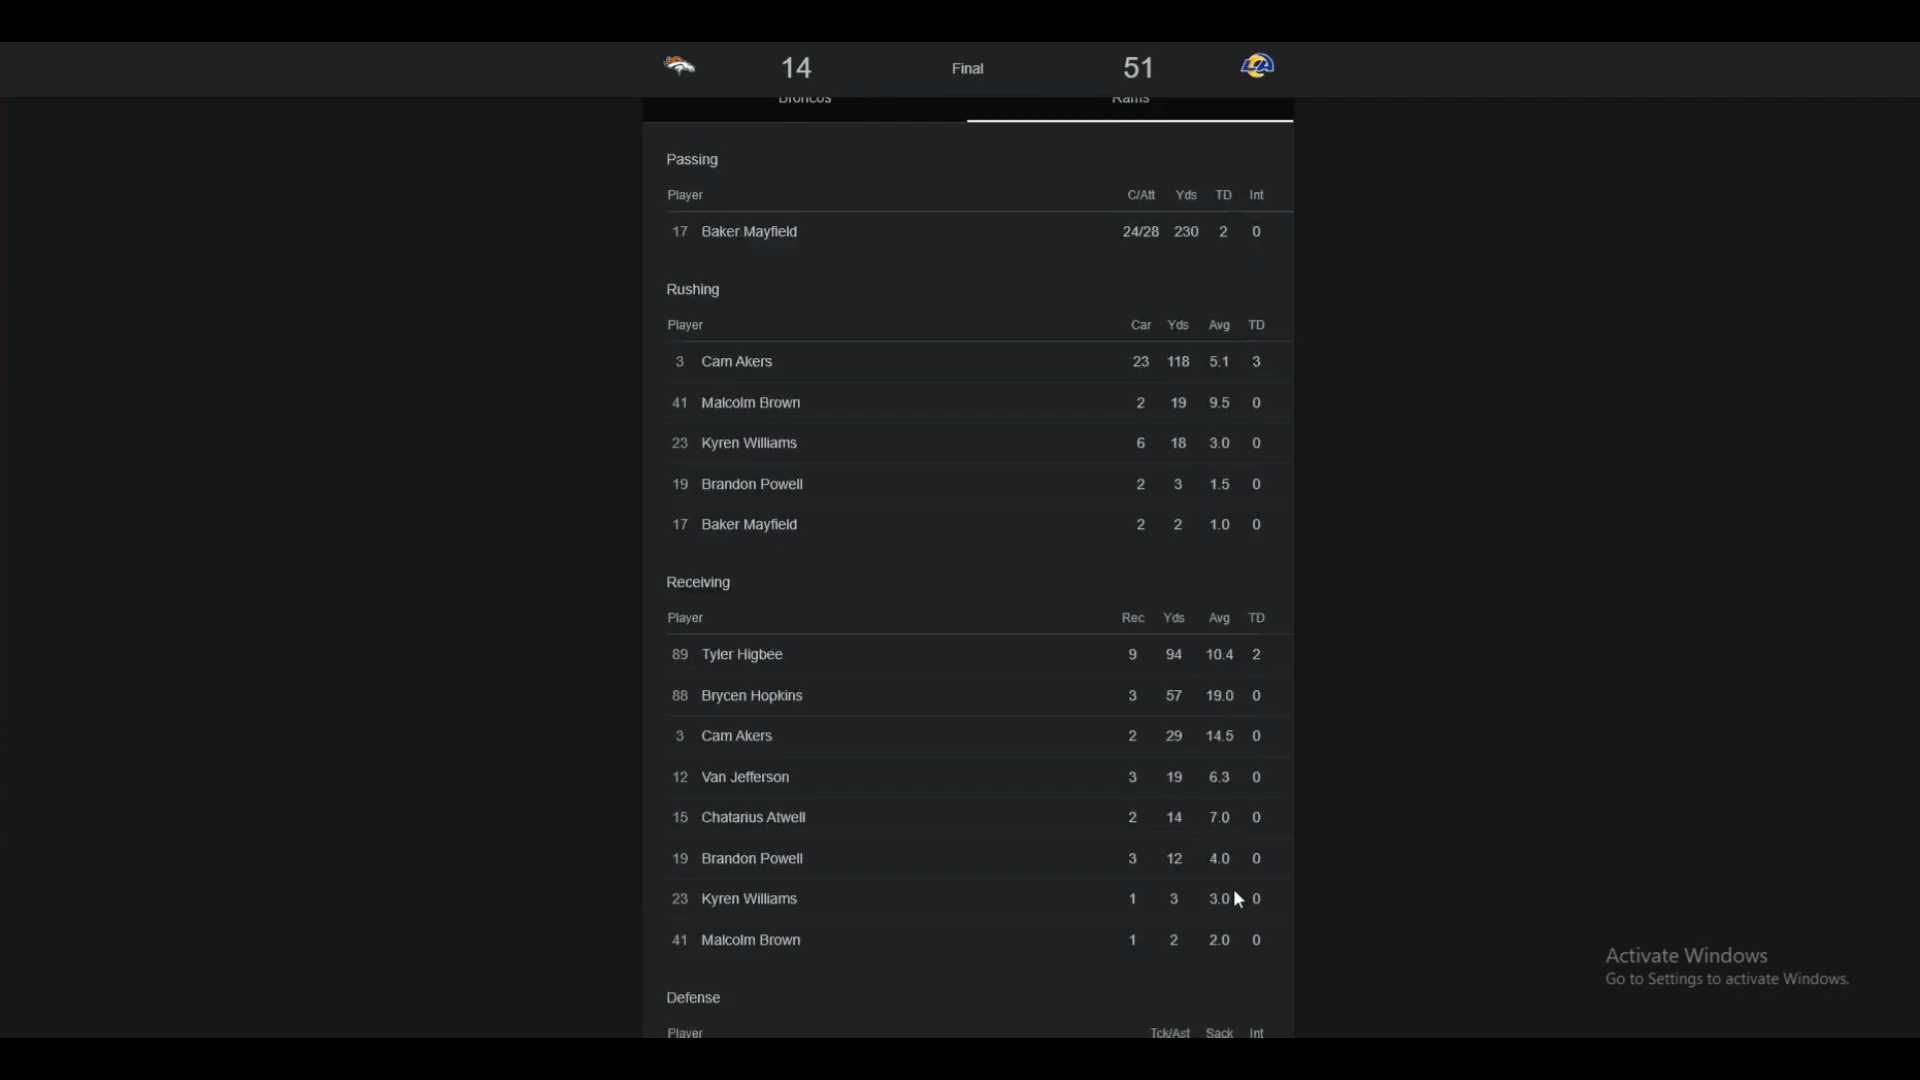 14 Final 51
Broncos Rams
Passing
Player C/Att Yds TD Int
17 Baker Mayfield 24/28 230 2 0
Rushing
Player Car Yds Avg TD
3 Cam Akers 23 118 5.1 3
41 Malcolm Brown 2 19 9.5 0
23 Kyren Williams 6 18 3.0 0
19 Brandon Powell 2 3 1.5 0
17 Baker Mayfield 2 2 1.0 0
Receiving
Player Rec Yds Avg TD
89 Tyler Higbee 9 94 10.4 2
88 Brycen Hopkins 3 57 19.0 0
3 Cam Akers 2 29 14.5 0
12 Van Jefferson 3 19 6.3 0
15 Chatarius Atwell 2 14 7.0 0
19 Brandon Powell 3 12 4.0 0
23 Kyren Williams 1 3 3.0 0
41 Malcolm Brown 1 2 2.0 0
Defense
Player Tck/Ast Sack Int
Activate Windows
Go to Settings to activate Windows.